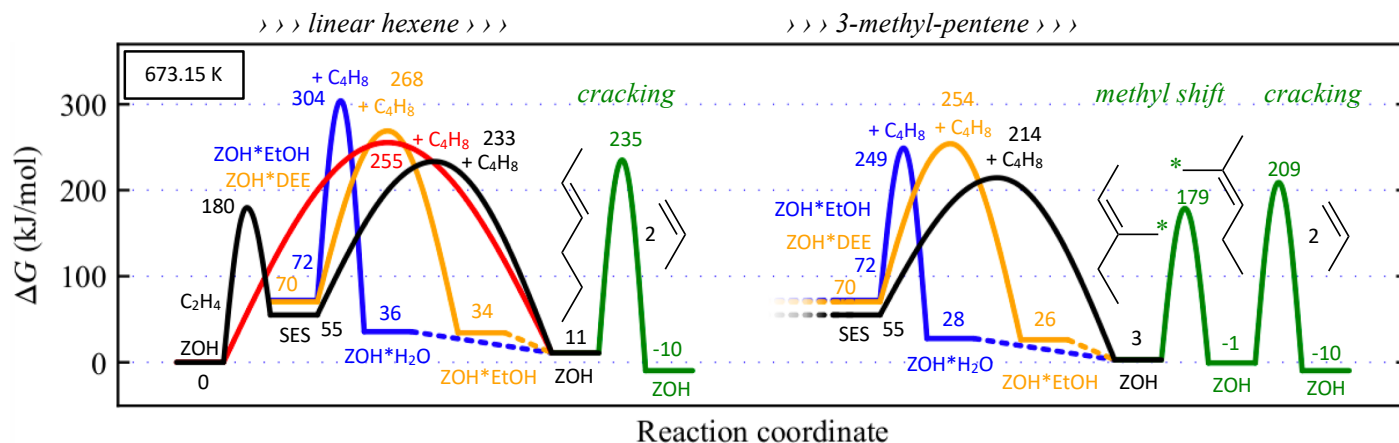 › › › linear hexene › › ›
› › › 3-methyl-pentene › › ›
673.15 K
ΔG (kJ/mol)
300
200
100
0
+ C₄H₈
304
268
+ C₄H₈
+ C₄H₈
255
233
+ C₄H₈
cracking
235
ZOH*EtOH
ZOH*DEE
180
72
70
C₂H₄
ZOH
0
SES
55
36
ZOH*H₂O
34
ZOH*EtOH
11
ZOH
2
-10
ZOH
254
+ C₄H₈
+ C₄H₈
249
214
+ C₄H₈
methyl shift
cracking
ZOH*EtOH
ZOH*DEE
72
70
SES
55
28
ZOH*H₂O
26
ZOH*EtOH
3
ZOH
*
*
179
-1
ZOH
209
2
-10
ZOH
Reaction coordinate